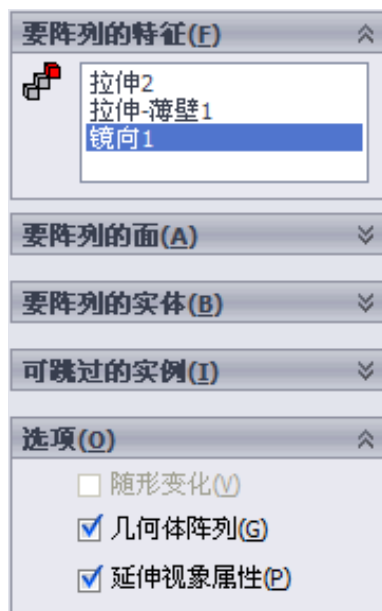 要阵列的特征(F)
拉伸2
拉伸-薄壁1
镜向1
要阵列的面(A)
要阵列的实体(B)
可跳过的实例(I)
选项(O)
随形变化(V)
几何体阵列(G)
延伸视象属性(P)